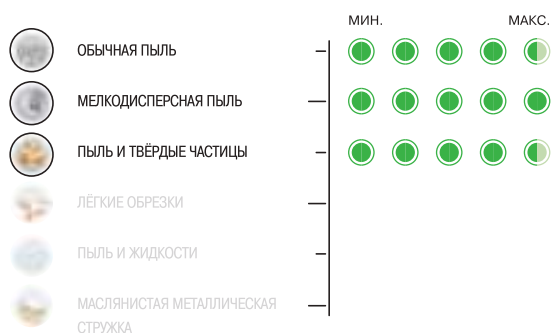 МИН. МАКС.
ОБЫЧНАЯ ПЫЛЬ
МЕЛКОДИСПЕРСНАЯ ПЫЛЬ
ПЫЛЬ И ТВЁРДЫЕ ЧАСТИЦЫ
ЛЁГКИЕ ОБРЕЗКИ
ПЫЛЬ И ЖИДКОСТИ
МАСЛЯНИСТАЯ МЕТАЛЛИЧЕСКАЯ
СТРУЖКА